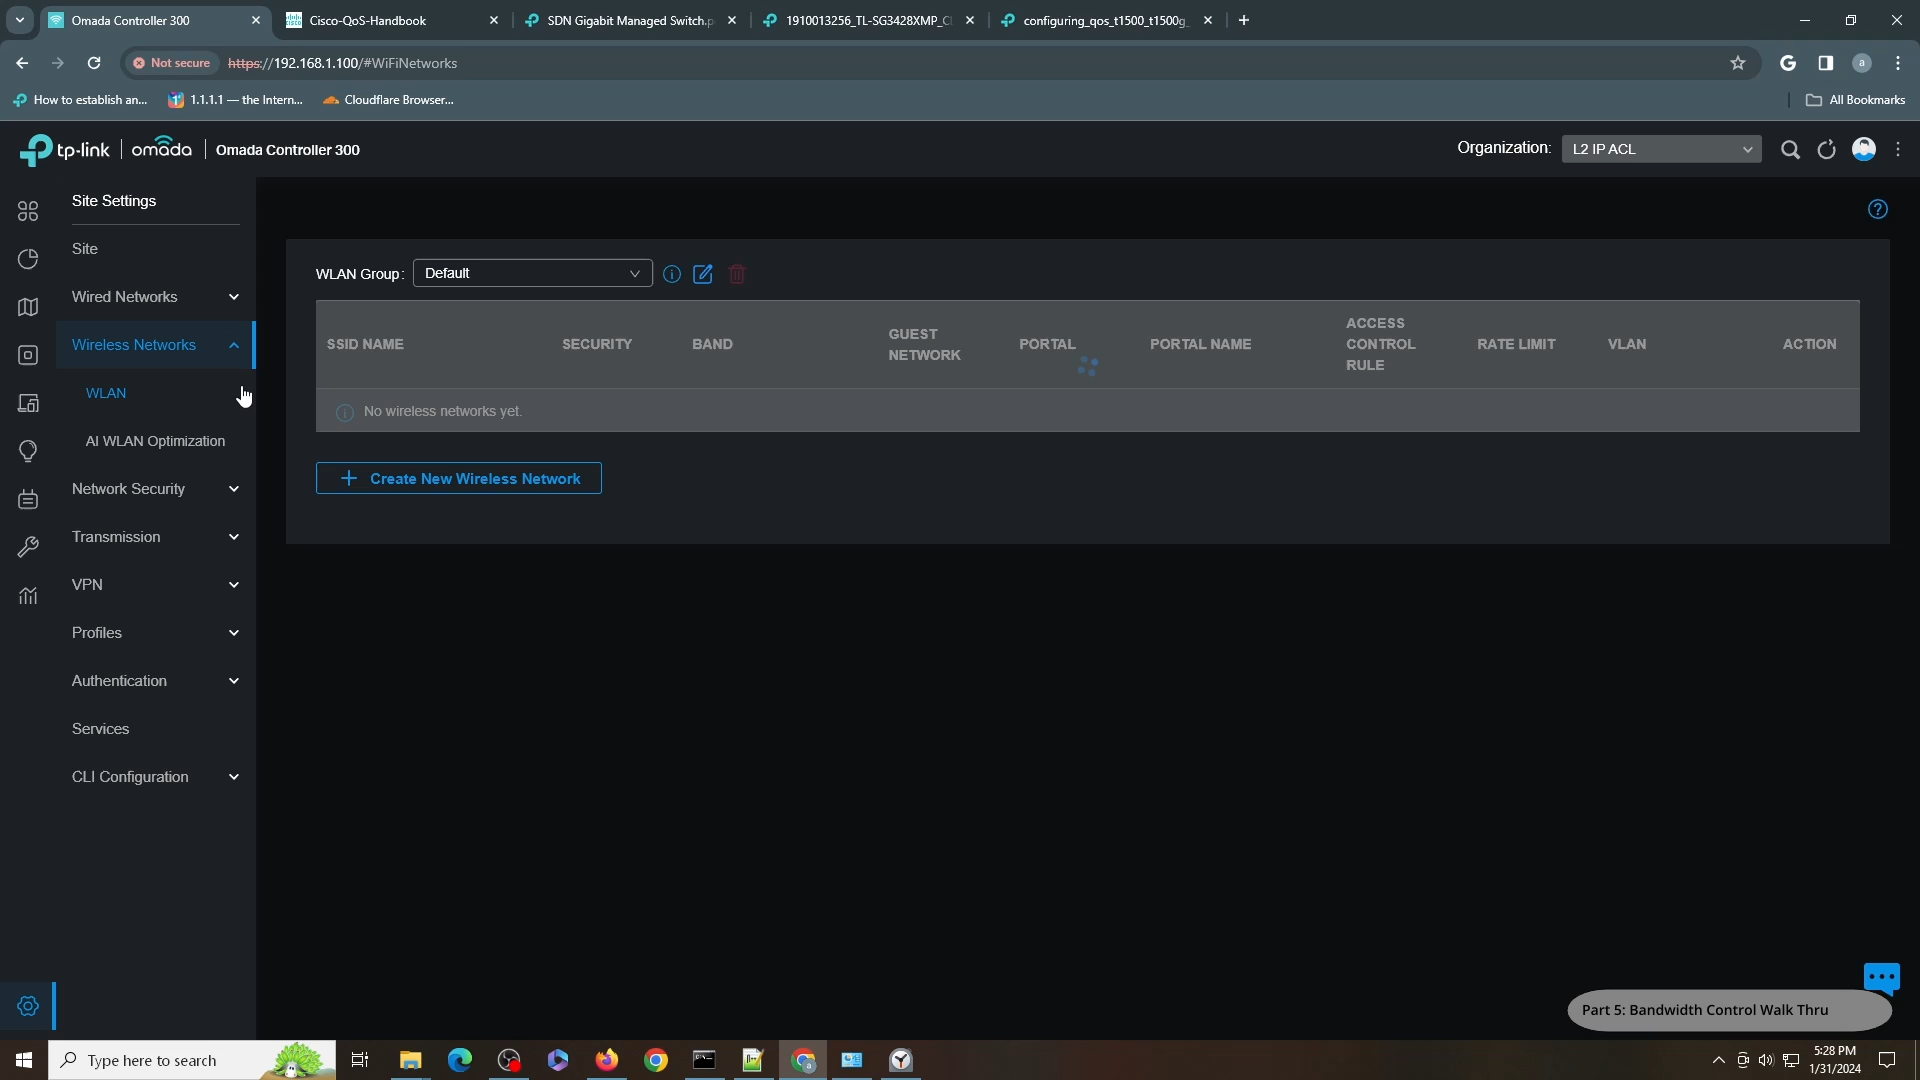 Omada Controller 300
Cisco-QoS-Handbook
SDN Gigabit Managed Switch.p
1910013256_TL-SG3428XMP_CL
configuring_qos_t1500_t1500g_
Not secure
https://192.168.1.100/#WiFiNetworks
a
How to establish an...
1.1.1.1 — the Intern...
Cloudflare Browser...
All Bookmarks
tp-link
omada
Omada Controller 300
Organization:
L2 IP ACL
Site Settings
Site
Wired Networks
Wireless Networks
WLAN
AI WLAN Optimization
Network Security
Transmission
VPN
Profiles
Authentication
Services
CLI Configuration
WLAN Group:
Default
SSID NAME
SECURITY
BAND
GUEST
NETWORK
PORTAL
PORTAL NAME
ACCESS
CONTROL
RULE
RATE LIMIT
VLAN
ACTION
No wireless networks yet.
Create New Wireless Network
Part 5: Bandwidth Control Walk Thru
Type here to search
5:28 PM
1/31/2024